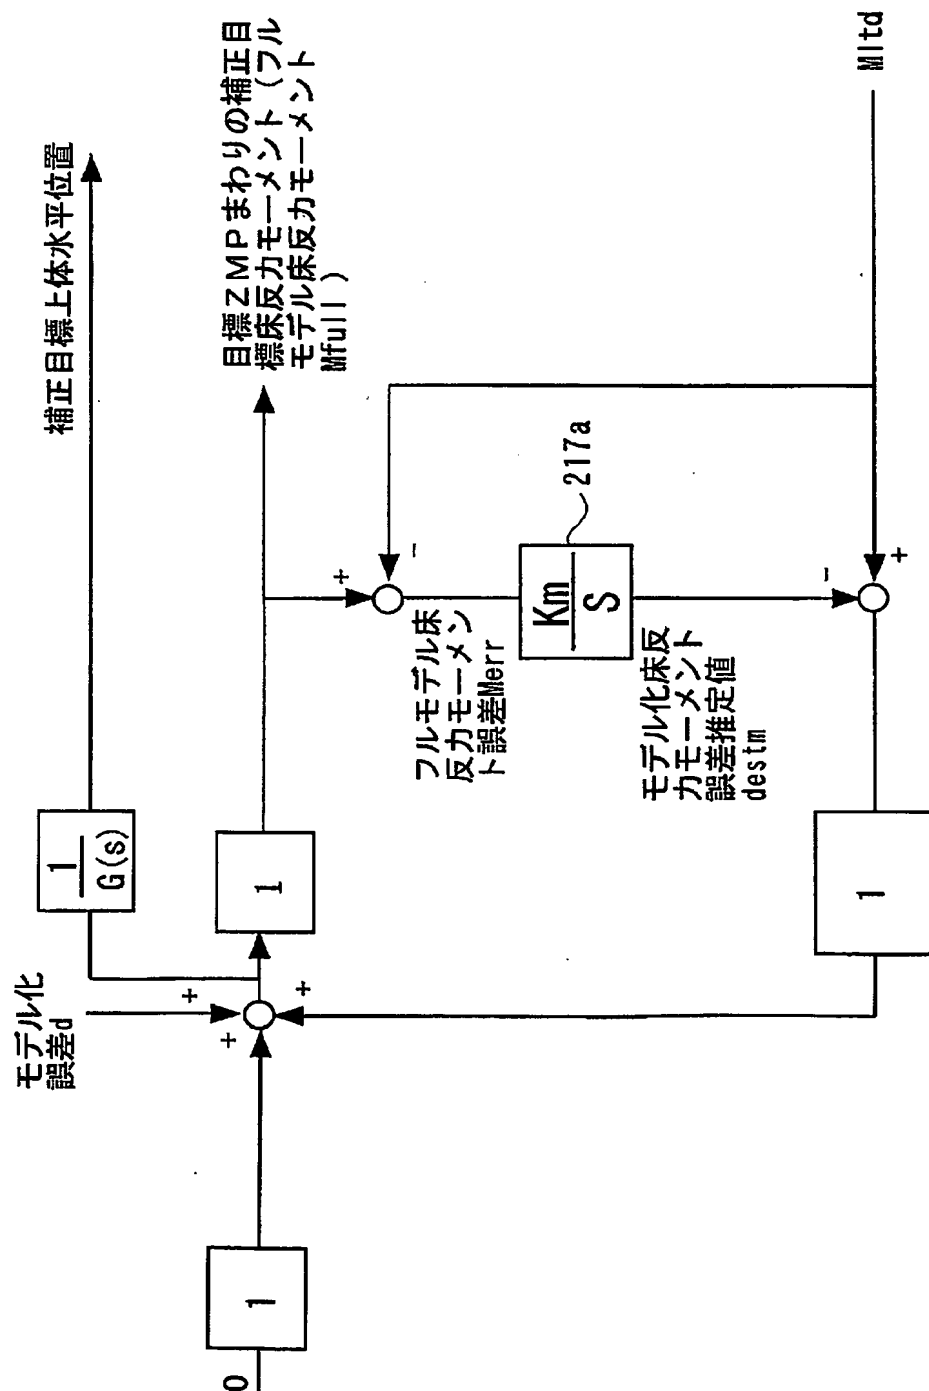 補正目標上体水平位置
1
G(s)
モデル化
誤差d
+
+
+
0
1
1
目標ZMPまわりの補正目
標床反力モーメント(フル
モデル床反力モーメント
Mfull)
+
-
フルモデル床
反力モーメン
ト誤差Merr
Km
S
217a
モデル化床反
力モーメント
誤差推定値
destm
-
+
1
Mltd